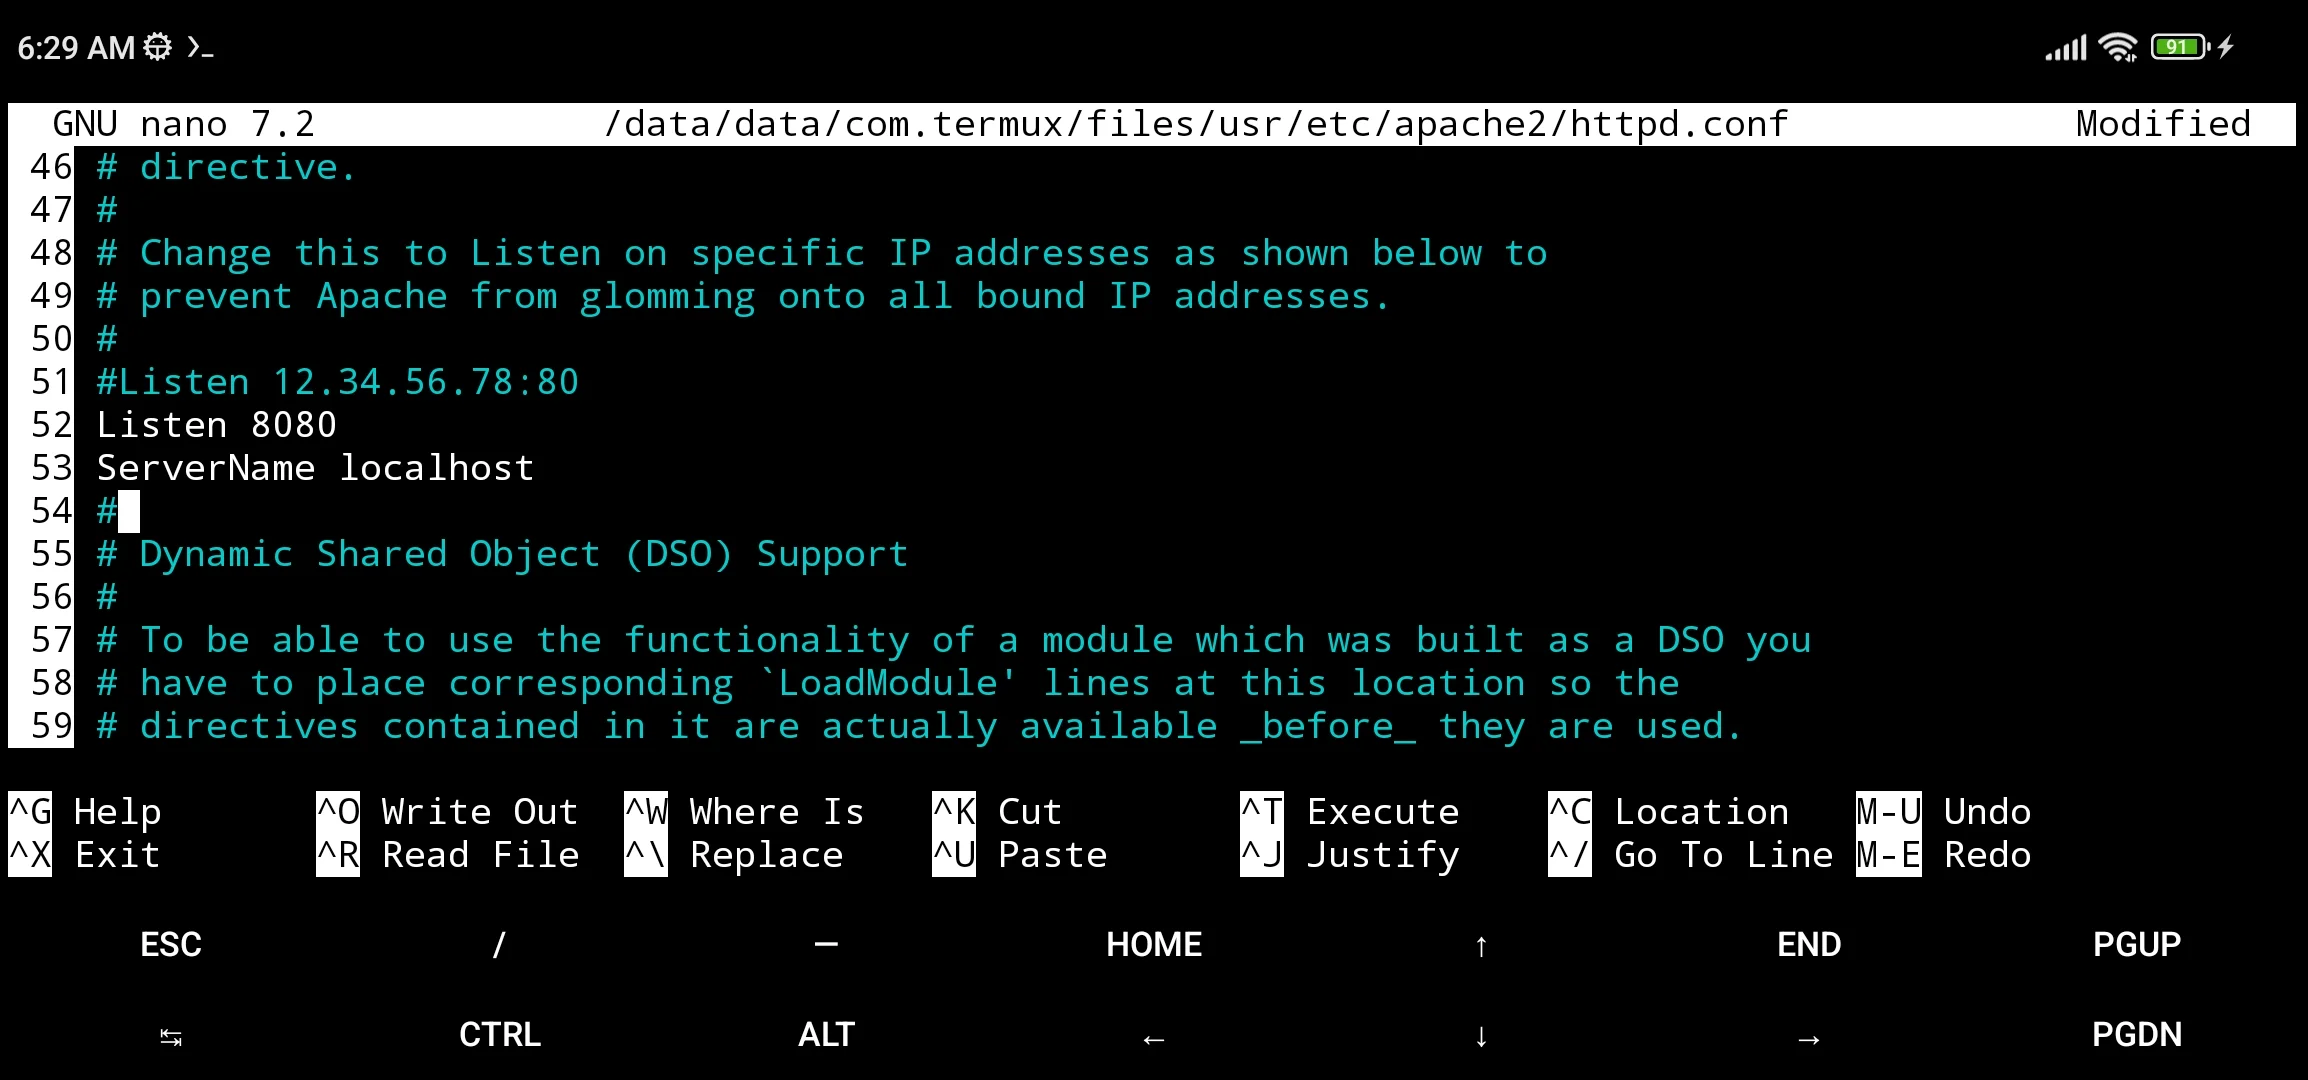 6:29 AM
91
GNU nano 7.2 /data/data/com.termux/files/usr/etc/apache2/httpd.conf Modified
46 # directive.
47 #
48 # Change this to Listen on specific IP addresses as shown below to
49 # prevent Apache from glomming onto all bound IP addresses.
50 #
51 #Listen 12.34.56.78:80
52 Listen 8080
53 ServerName localhost
54 #
55 # Dynamic Shared Object (DSO) Support
56 #
57 # To be able to use the functionality of a module which was built as a DSO you
58 # have to place corresponding `LoadModule' lines at this location so the
59 # directives contained in it are actually available _before_ they are used.
^G Help ^O Write Out ^W Where Is ^K Cut ^T Execute ^C Location M-U Undo
^X Exit ^R Read File ^\ Replace ^U Paste ^J Justify ^/ Go To Line M-E Redo
ESC / — HOME ↑ END PGUP
↹ CTRL ALT ← ↓ → PGDN